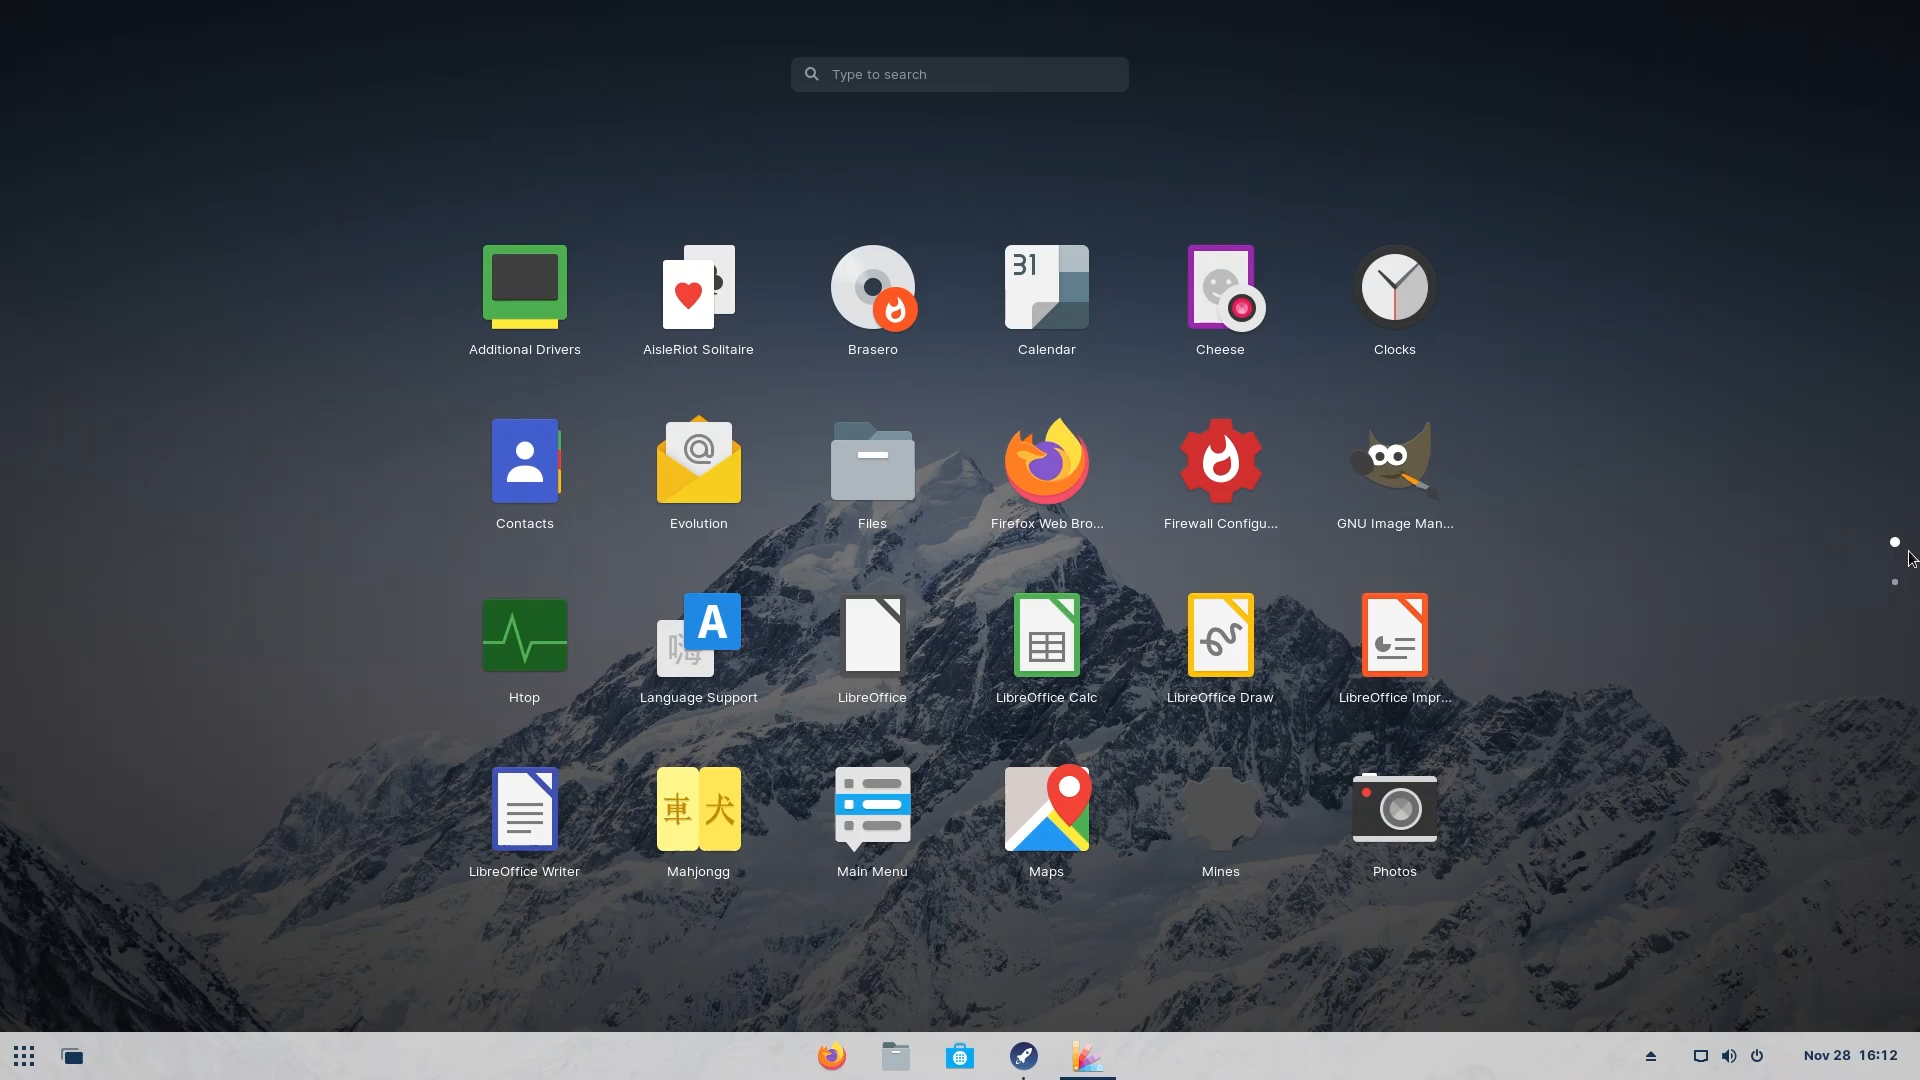 Type to search
31
Additional Drivers
AisleRiot Solitaire
Brasero
Calendar
Cheese
Clocks
@
Contacts
Evolution
Files
Firefox Web Bro...
Firewall Configu...
GNU Image Man...
A
嗨
Htop
Language Support
LibreOffice
LibreOffice Calc
LibreOffice Draw
LibreOffice Impr...
車 犬
LibreOffice Writer
Mahjongg
Main Menu
Maps
Mines
Photos
Nov 28 16:12